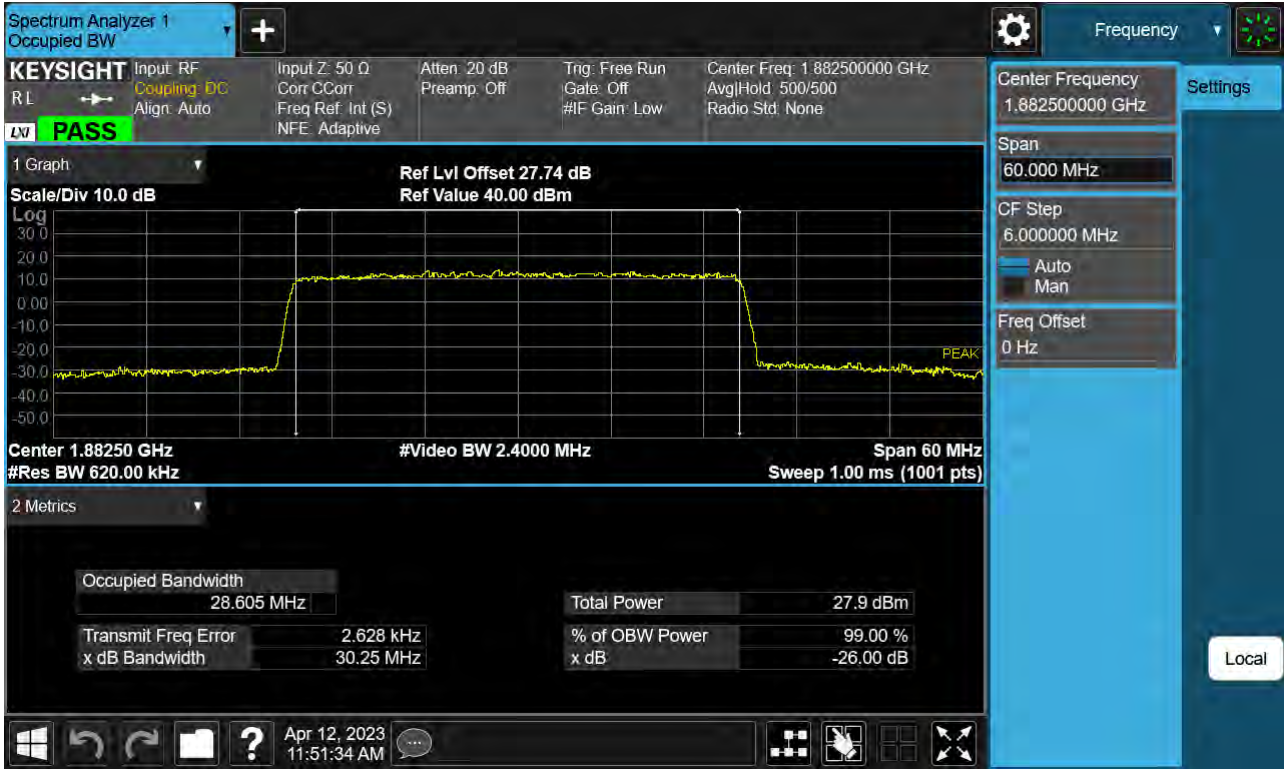 Spectrum Analyzer 1
Occupied BW
+
Frequency
KEYSIGHT
RL
LXI
PASS
Input: RF
Coupling: DC
Align: Auto
Input Z: 50 Ω
Corr CCorr
Freq Ref: Int (S)
NFE: Adaptive
Atten: 20 dB
Preamp: Off
Trig: Free Run
Gate: Off
#IF Gain: Low
Center Freq: 1.882500000 GHz
Avg|Hold: 500/500
Radio Std: None
Center Frequency
1.882500000 GHz
Settings
Span
60.000 MHz
CF Step
6.000000 MHz
Auto
Man
Freq Offset
0 Hz
Local
1 Graph
Ref Lvl Offset 27.74 dB
Scale/Div 10.0 dB
Ref Value 40.00 dBm
Log
30.0
20.0
10.0
0.00
-10.0
-20.0
-30.0
-40.0
-50.0
PEAK
Center 1.88250 GHz
#Video BW 2.4000 MHz
Span 60 MHz
#Res BW 620.00 kHz
Sweep 1.00 ms (1001 pts)
2 Metrics
Occupied Bandwidth
28.605 MHz
Total Power 27.9 dBm
Transmit Freq Error 2.628 kHz
% of OBW Power 99.00 %
x dB Bandwidth 30.25 MHz
x dB -26.00 dB
?
Apr 12, 2023
11:51:34 AM